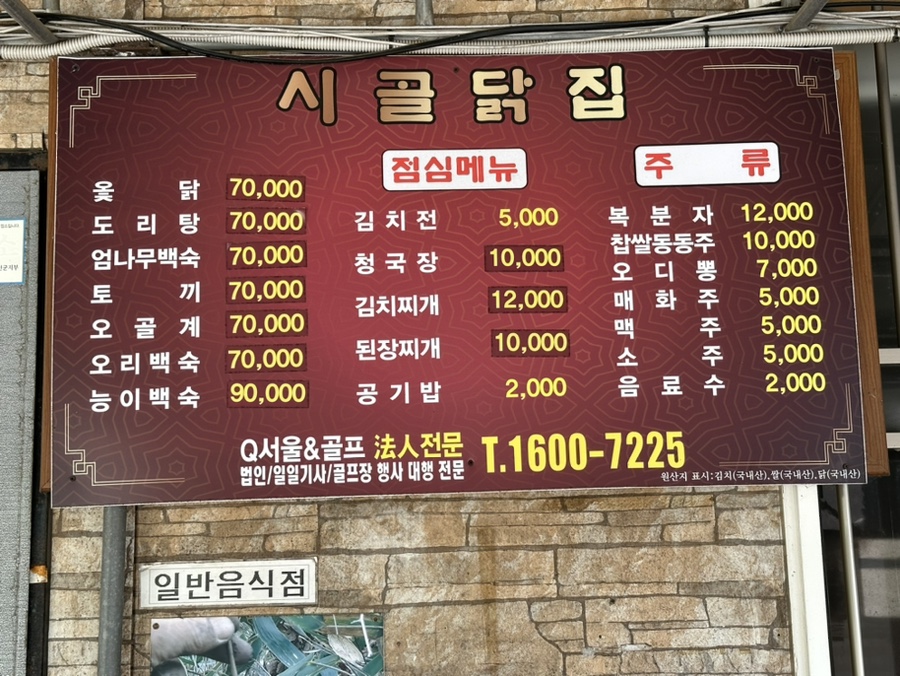 시골닭집
옻닭 70,000
도리탕 70,000
엄나무백숙 70,000
토끼 70,000
오골계 70,000
오리백숙 70,000
능이백숙 90,000
점심메뉴
김치전 5,000
청국장 10,000
김치찌개 12,000
된장찌개 10,000
공기밥 2,000
주류
복분자 12,000
찹쌀동동주 10,000
오디뽕 7,000
매화주 5,000
맥주 5,000
소주 5,000
음료수 2,000
Q서울&골프 法人전문 T.1600-7225
법인/일일기사/골프장 행사 대행 전문
원산지 표시:김치(국내산),쌀(국내산),닭(국내산)
일반음식점